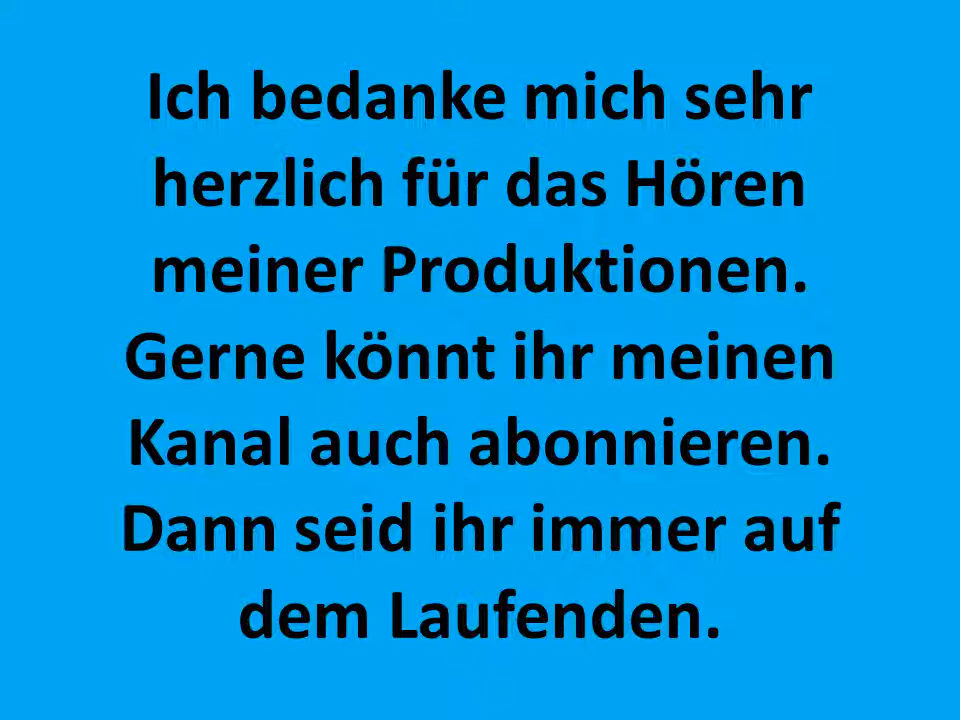 Ich bedanke mich sehr
herzlich für das Hören
meiner Produktionen.
Gerne könnt ihr meinen
Kanal auch abonnieren.
Dann seid ihr immer auf
dem Laufenden.